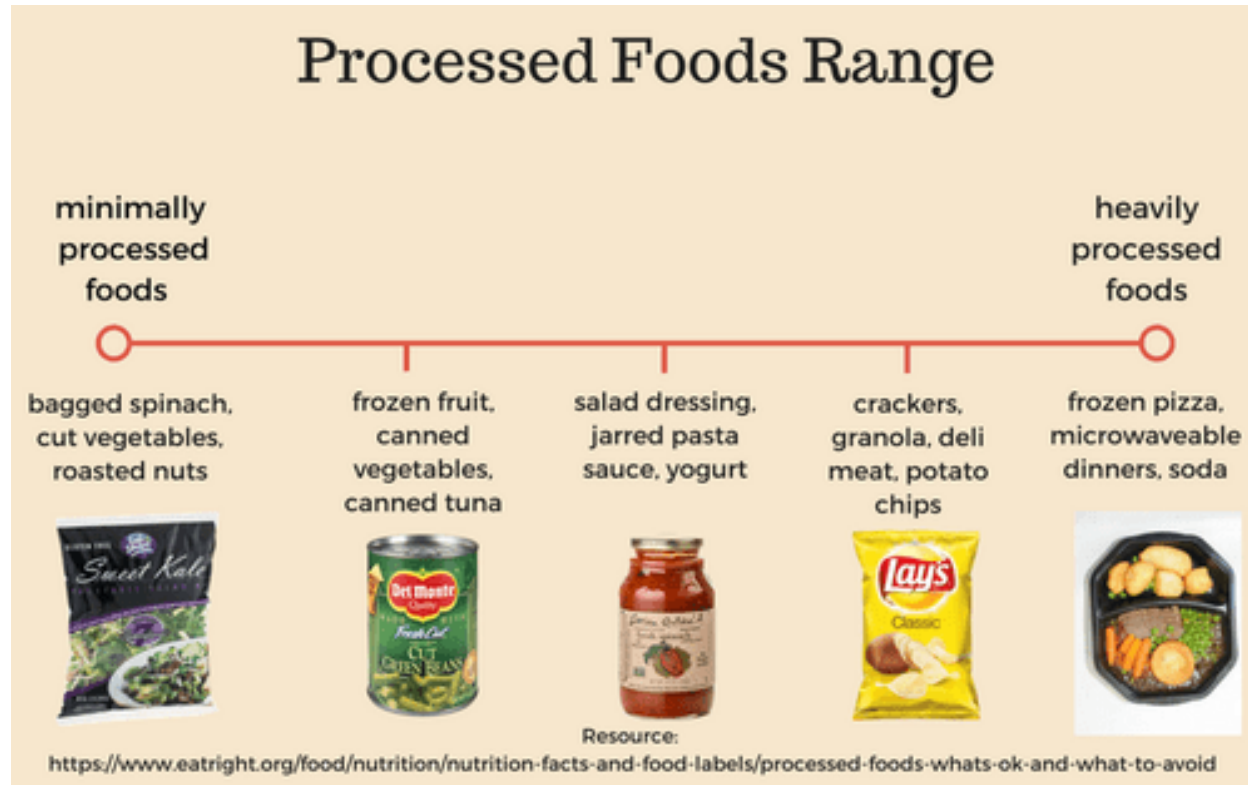 Processed Foods Range
minimally
processed
foods
heavily
processed
foods
bagged spinach,
cut vegetables,
roasted nuts
frozen fruit,
canned
vegetables,
canned tuna
salad dressing,
jarred pasta
sauce, yogurt
crackers,
granola, deli
meat, potato
chips
frozen pizza,
microwaveable
dinners, soda
Sweet Kale
Del Monte
Quality
Fresh Cut
CUT
GREEN BEANS
Lay's
Classic
Resource:
https://www.eatright.org/food/nutrition/nutrition-facts-and-food-labels/processed-foods-whats-ok-and-what-to-avoid